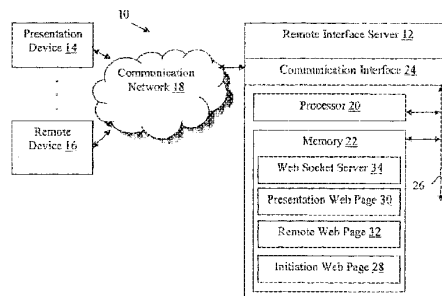 10
Presentation
Device 14
Remote
Device 16
Communication
Network 18
Remote Interface Server 12
Communication Interface 24
Processor 20
Memory 22
Web Socket Server 34
Presentation Web Page 30
Remote Web Page 32
Initiation Web Page 28
26